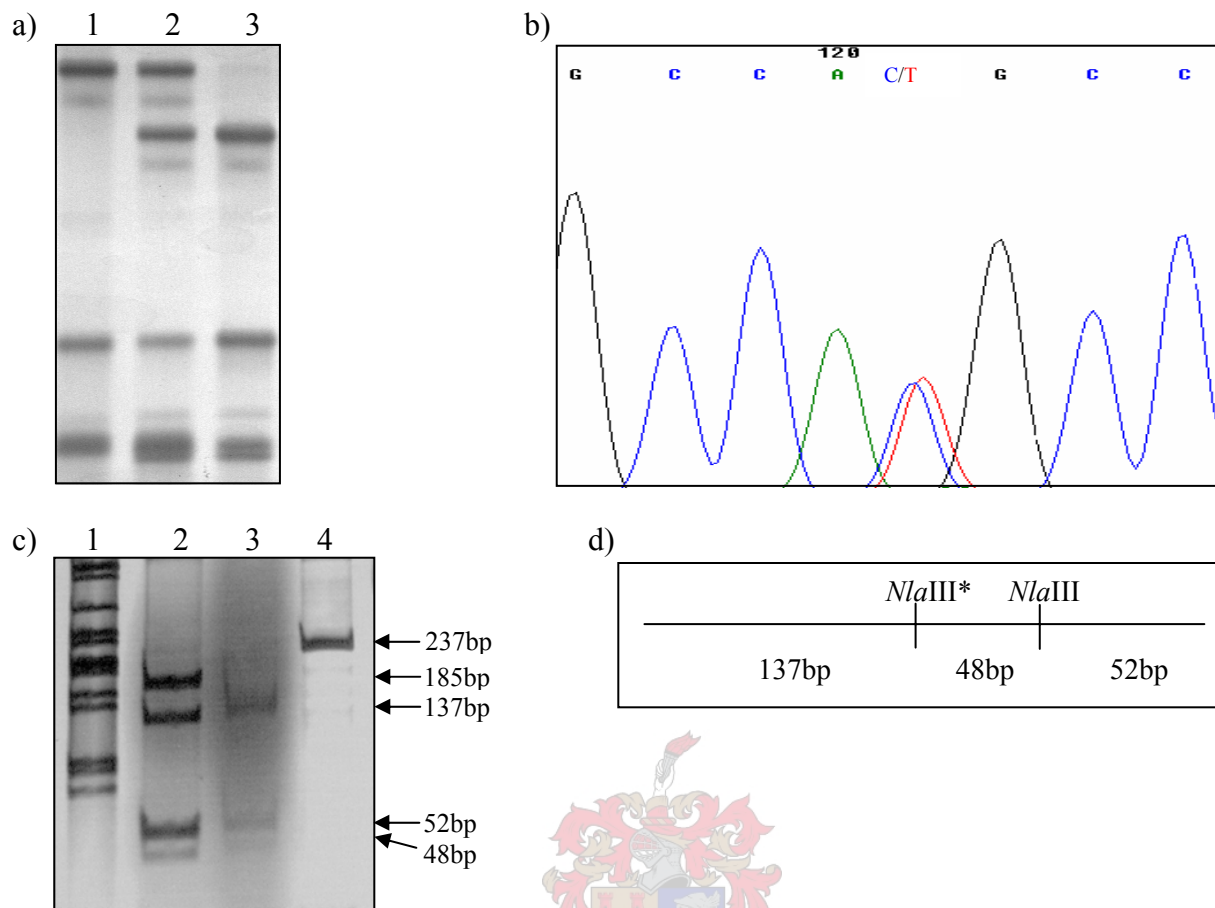 a) 1 2 3
b)
120
G C C A C/T G C C
c) 1 2 3 4
237bp
185bp
137bp
52bp
48bp
d)
NlaIII* NlaIII
137bp 48bp 52bp